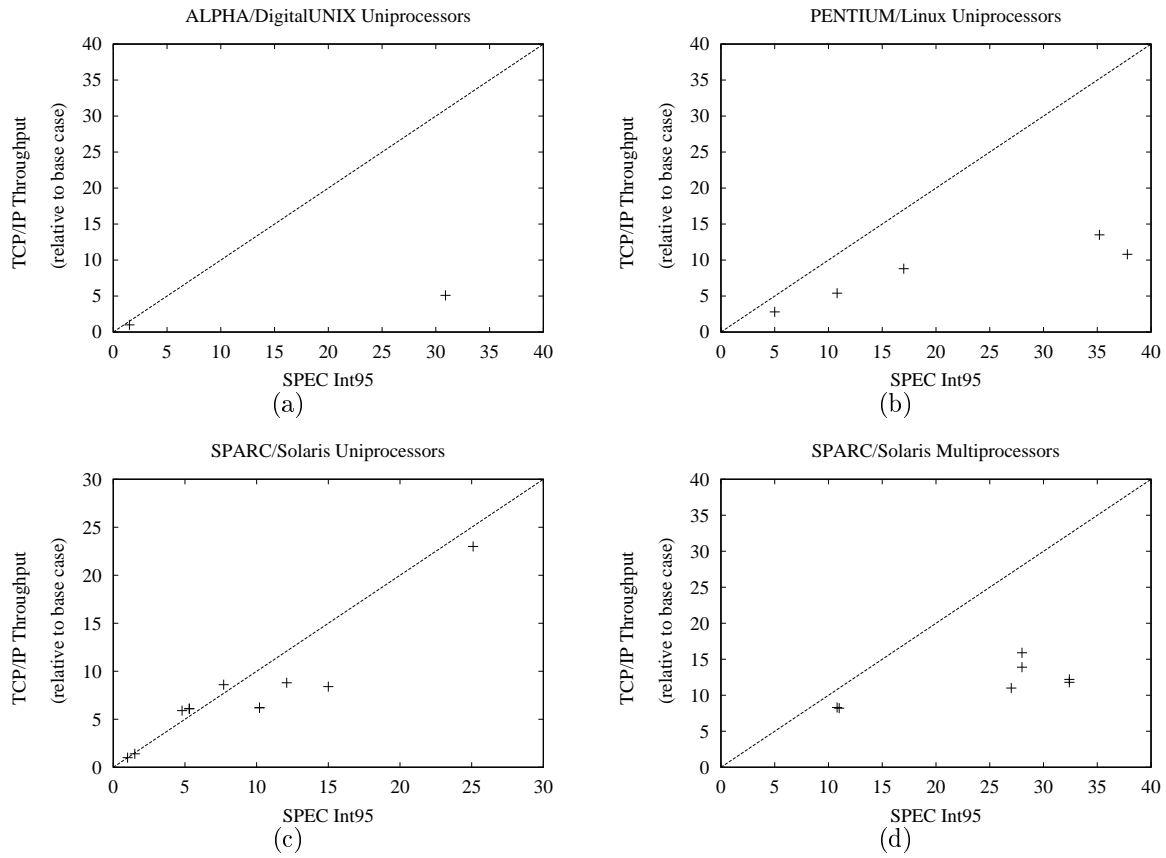 ALPHA/DigitalUNIX Uniprocessors
TCP/IP Throughput
(relative to base case)
40
35
30
25
20
15
10
5
0
0 5 10 15 20 25 30 35 40
SPEC Int95
(a)
PENTIUM/Linux Uniprocessors
TCP/IP Throughput
(relative to base case)
40
35
30
25
20
15
10
5
0
0 5 10 15 20 25 30 35 40
SPEC Int95
(b)
SPARC/Solaris Uniprocessors
TCP/IP Throughput
(relative to base case)
30
25
20
15
10
5
0
0 5 10 15 20 25 30
SPEC Int95
(c)
SPARC/Solaris Multiprocessors
TCP/IP Throughput
(relative to base case)
40
35
30
25
20
15
10
5
0
0 5 10 15 20 25 30 35 40
SPEC Int95
(d)